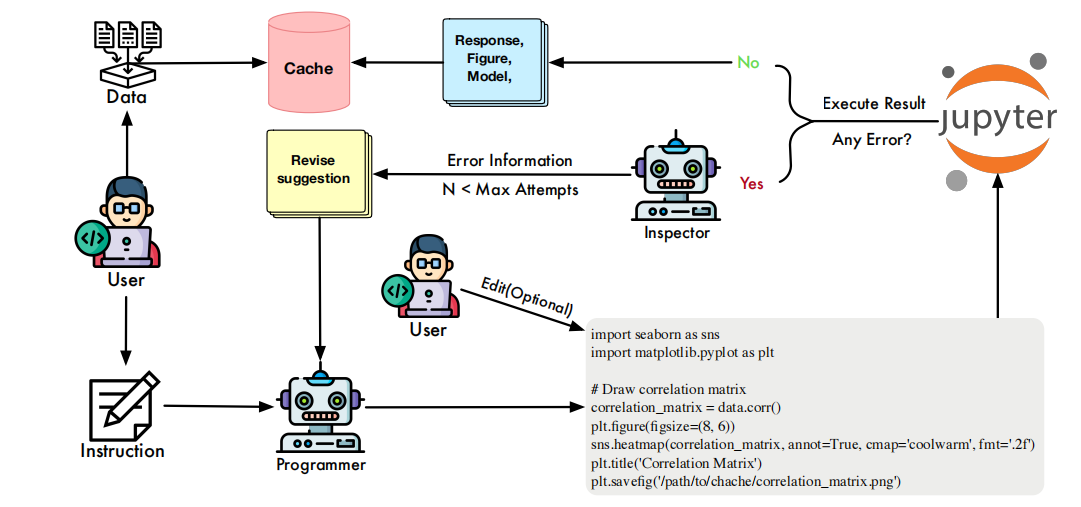 Data
Cache
Response,
Figure,
Model,
No
Execute Result
Any Error?
jupyter
Yes
Revise
suggestion
Error Information
N < Max Attempts
Inspector
User
User
Edit(Optional)
Instruction
Programmer
import seaborn as sns
import matplotlib.pyplot as plt
# Draw correlation matrix
correlation_matrix = data.corr()
plt.figure(figsize=(8, 6))
sns.heatmap(correlation_matrix, annot=True, cmap='coolwarm', fmt='.2f')
plt.title('Correlation Matrix')
plt.savefig('/path/to/chache/correlation_matrix.png')